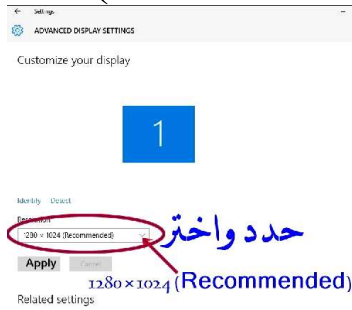 Settings
ADVANCED DISPLAY SETTINGS
Customize your display
1
Identify Detect
Resolution
1280 × 1024 (Recommended)
حدد واختر
Apply Cancel
1280×1024 (Recommended)
Related settings